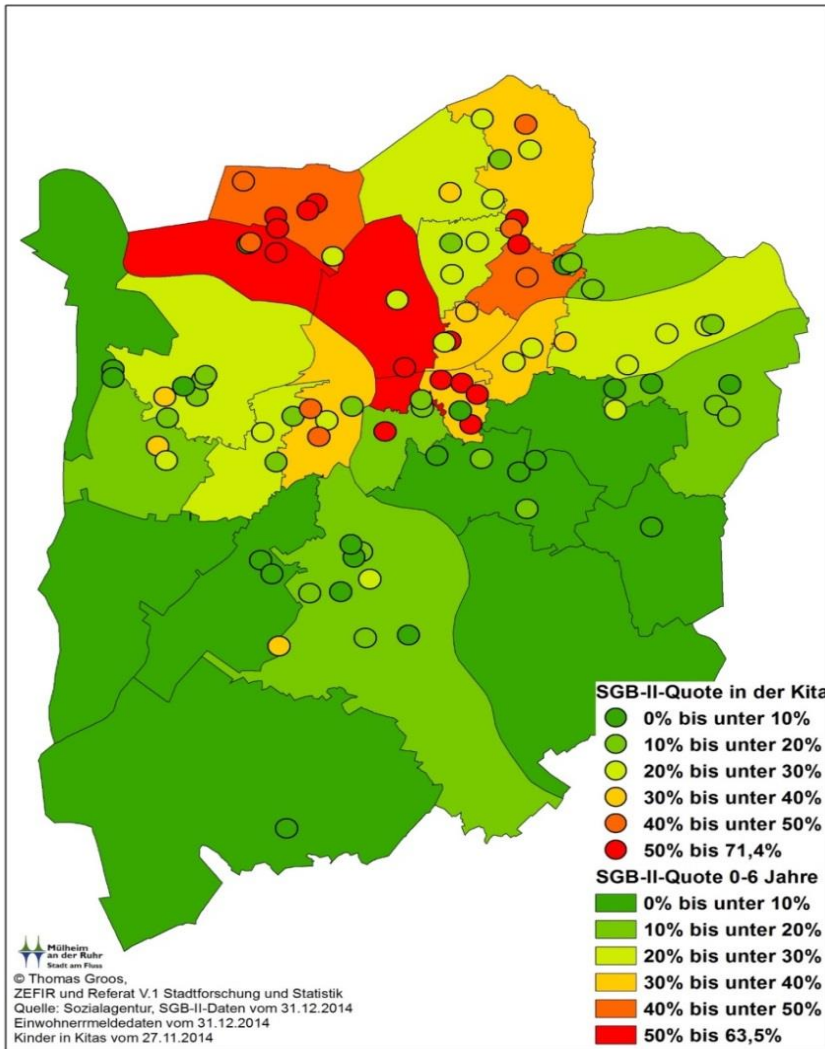 SGB-II-Quote in der Kita
0% bis unter 10%
10% bis unter 20%
20% bis unter 30%
30% bis unter 40%
40% bis unter 50%
50% bis 71,4%
SGB-II-Quote 0-6 Jahre
0% bis unter 10%
10% bis unter 20%
20% bis unter 30%
30% bis unter 40%
40% bis unter 50%
50% bis 63,5%
Mülheim
an der Ruhr
Stadt am Fluss
© Thomas Groos,
ZEFIR und Referat V.1 Stadtforschung und Statistik
Quelle: Sozialagentur, SGB-II-Daten vom 31.12.2014
Einwohnerrmeldedaten vom 31.12.2014
Kinder in Kitas vom 27.11.2014